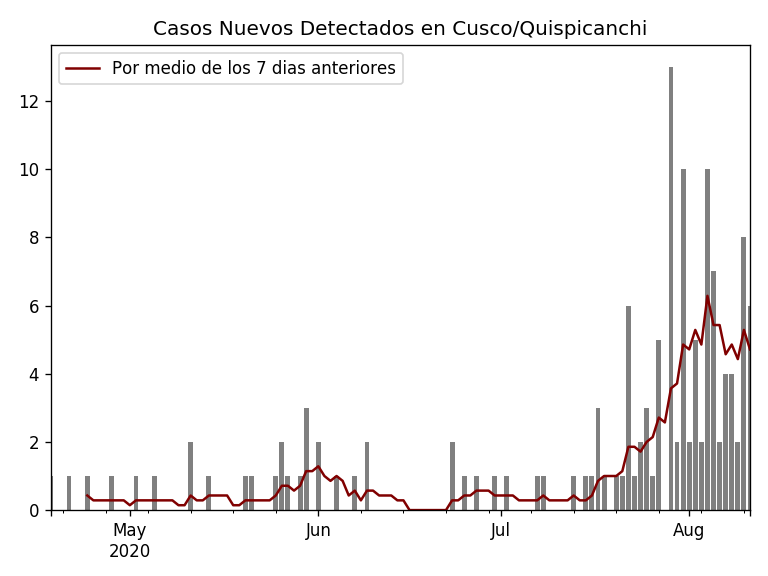 Casos Nuevos Detectados en Cusco/Quispicanchi
Por medio de los 7 dias anteriores
12
10
8
6
4
2
0
May Jun Jul Aug
2020